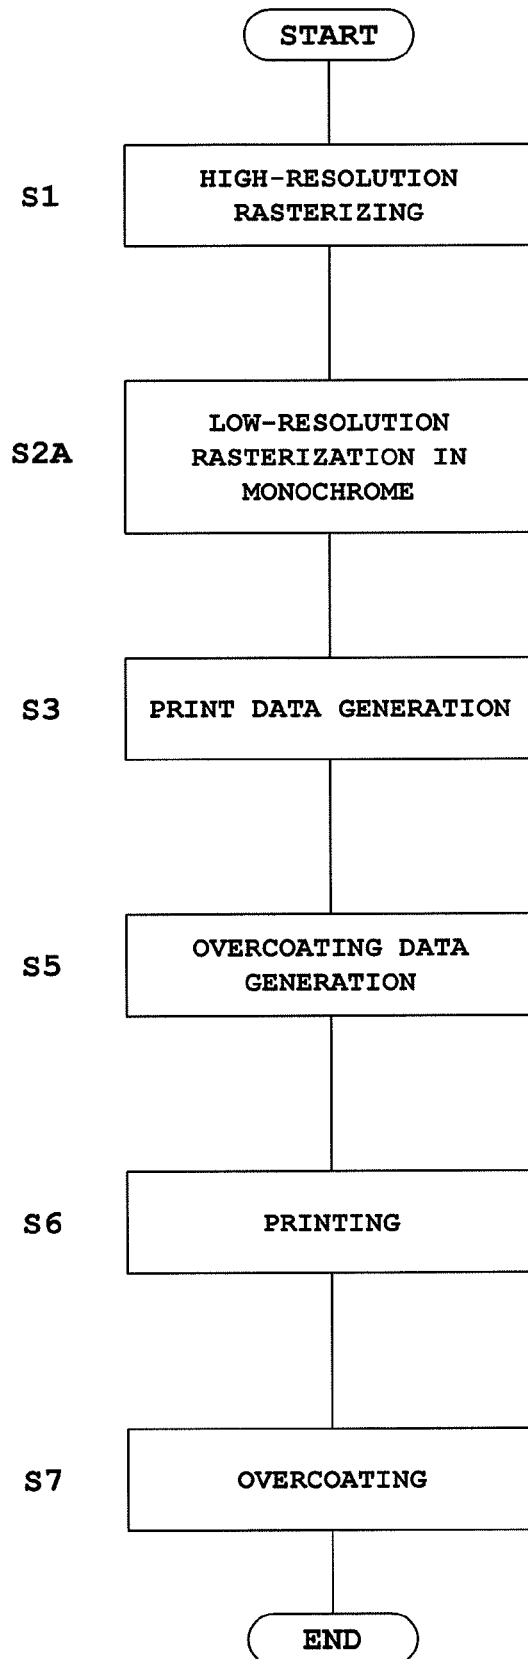 START
S1
HIGH-RESOLUTION
RASTERIZING
S2A
LOW-RESOLUTION
RASTERIZATION IN
MONOCHROME
S3
PRINT DATA GENERATION
S5
OVERCOATING DATA
GENERATION
S6
PRINTING
S7
OVERCOATING
END